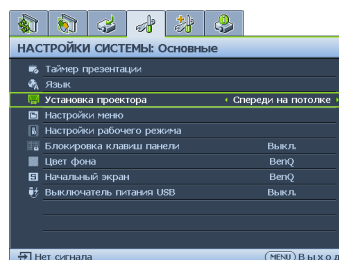 НАСТРОЙКИ СИСТЕМЫ: Основные
Таймер презентации
Язык
Установка проектора Спереди на потолке
Настройки меню
Настройки рабочего режима
Блокировка клавиш панели Выкл.
Цвет фона BenQ
Начальный экран BenQ
Выключатель питания USB Выкл.
Нет сигнала MENU Выход